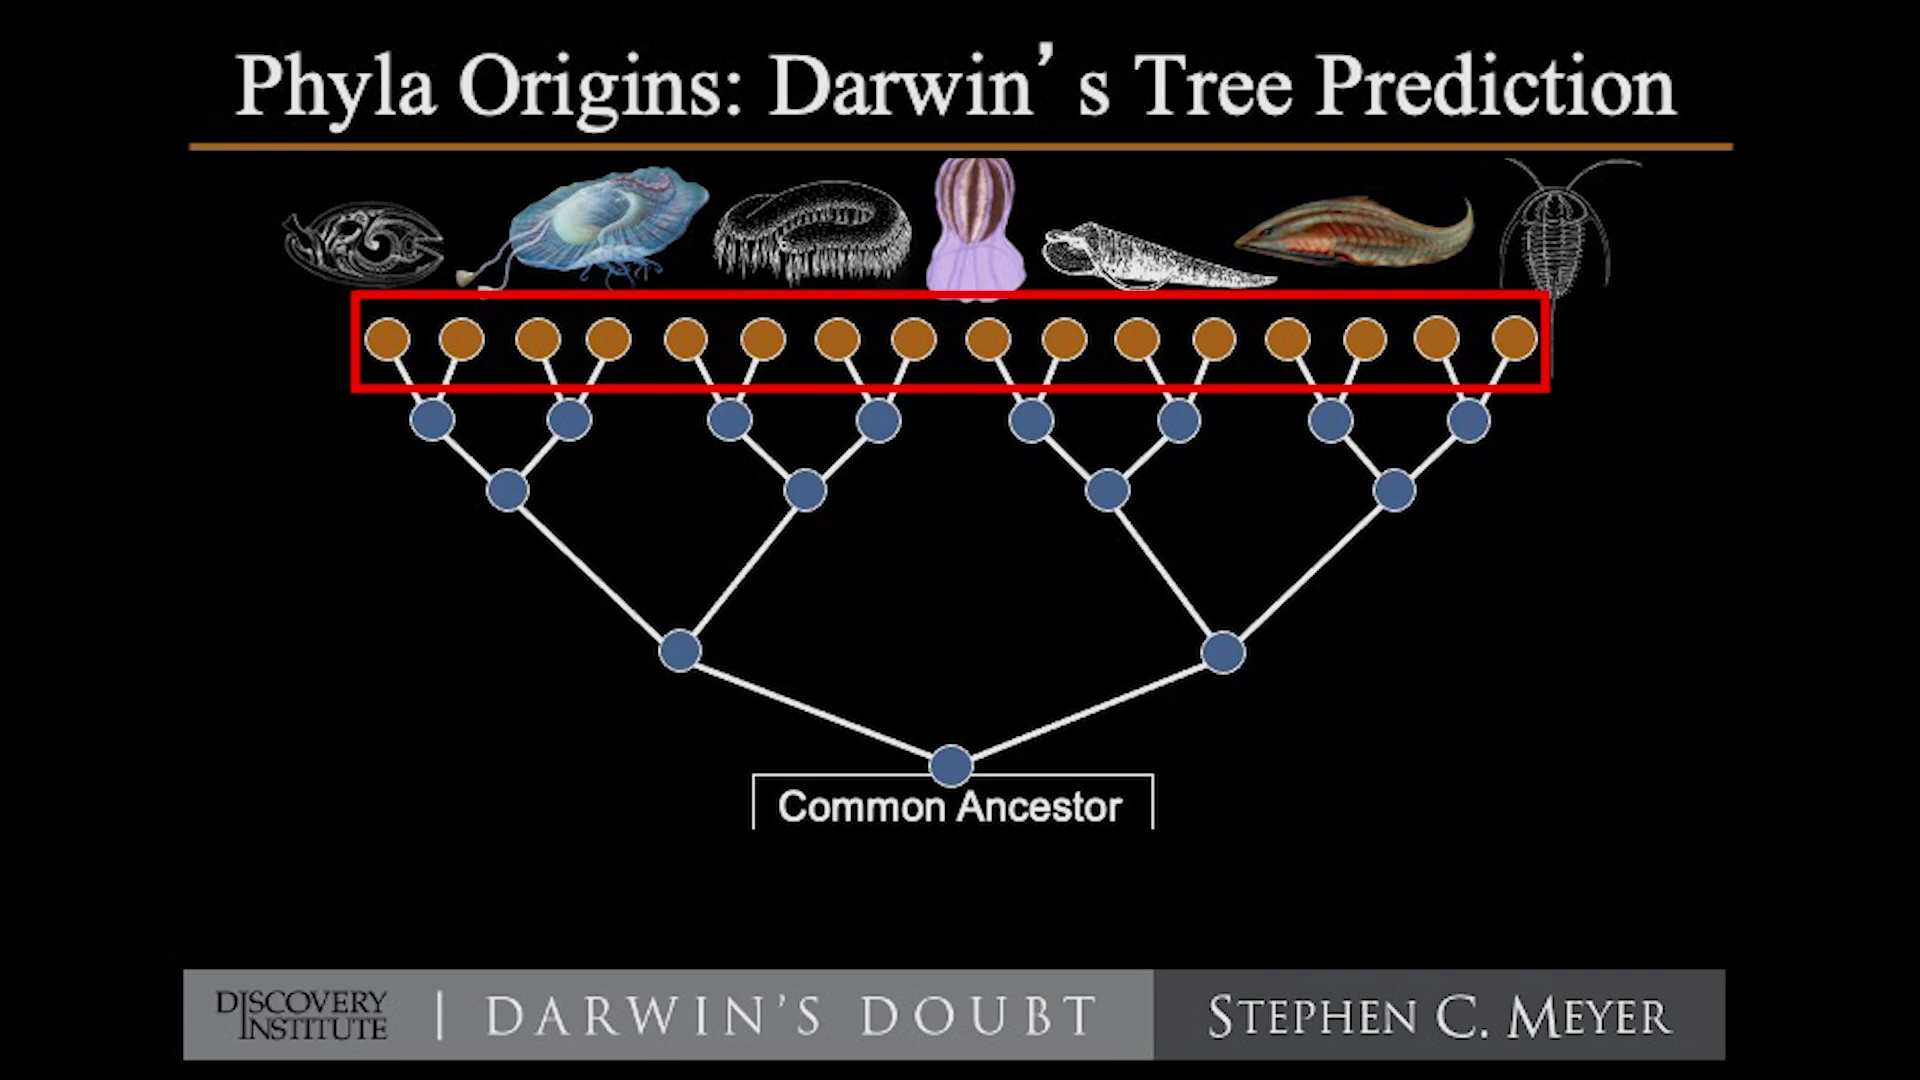 Phyla Origins: Darwin’s Tree Prediction
Common Ancestor
DISCOVERY INSTITUTE | DARWIN'S DOUBT STEPHEN C. MEYER